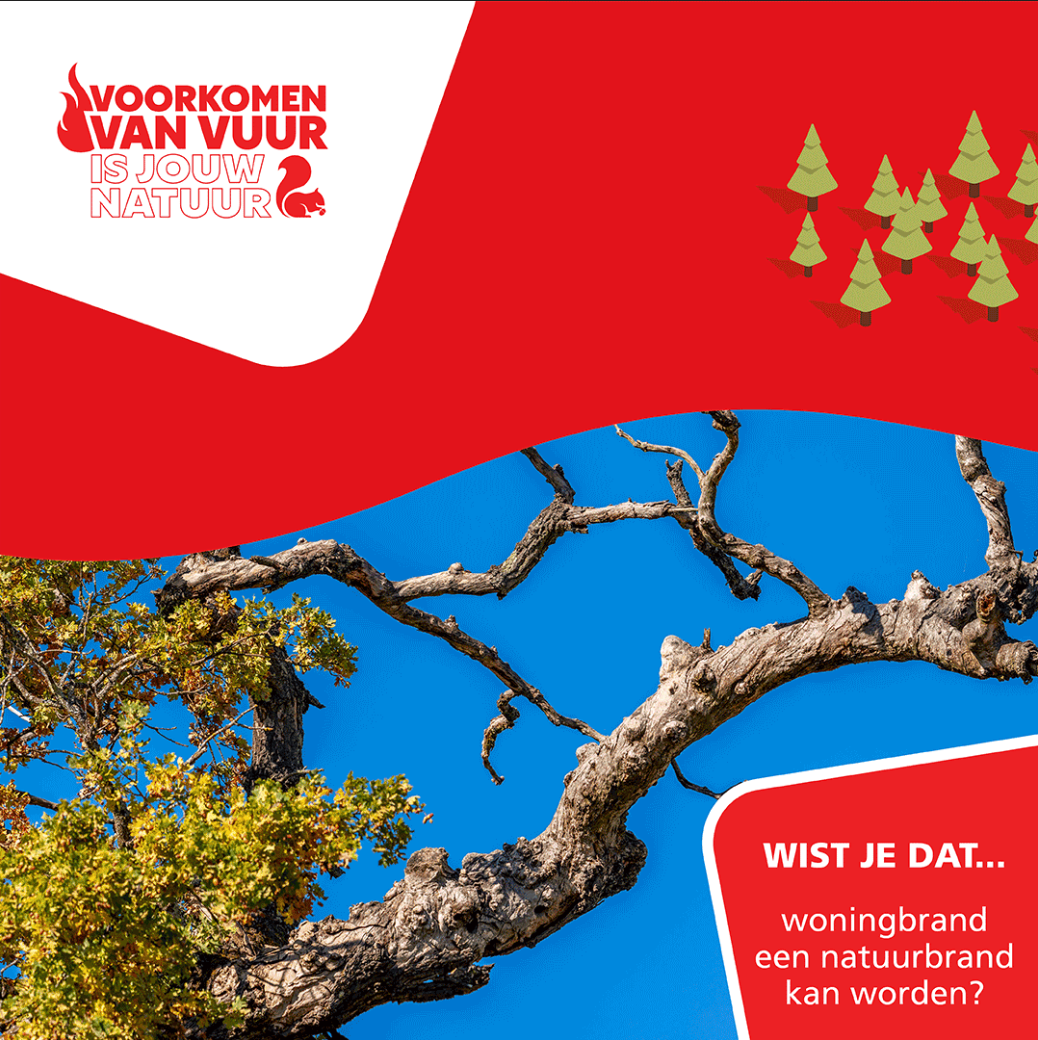 VOORKOMEN
VAN VUUR
IS JOUW
NATUUR
WIST JE DAT...
woningbrand
een natuurbrand
kan worden?